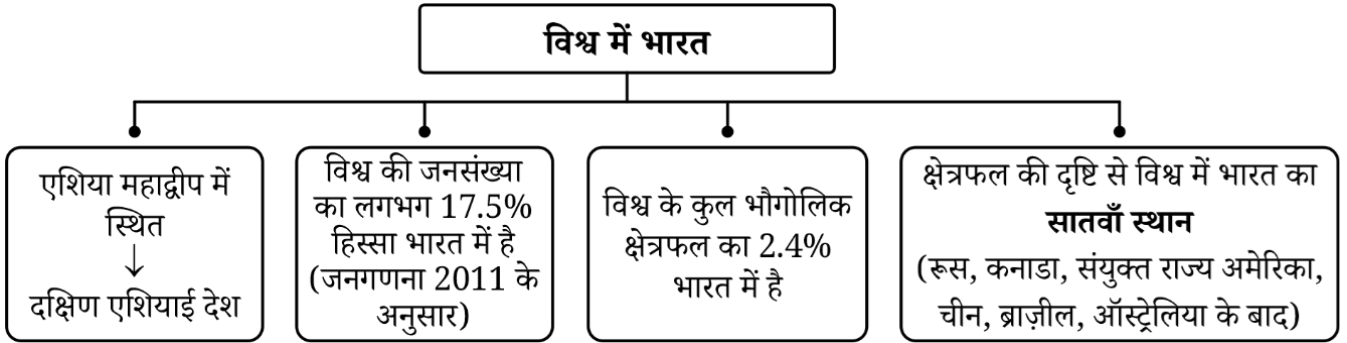 विश्व में भारत
एशिया महाद्वीप में
स्थित
↓
दक्षिण एशियाई देश
विश्व की जनसंख्या
का लगभग 17.5%
हिस्सा भारत में है
(जनगणना 2011 के
अनुसार)
विश्व के कुल भौगोलिक
क्षेत्रफल का 2.4%
भारत में है
क्षेत्रफल की दृष्टि से विश्व में भारत का
सातवाँ स्थान
(रूस, कनाडा, संयुक्त राज्य अमेरिका,
चीन, ब्राज़ील, ऑस्ट्रेलिया के बाद)